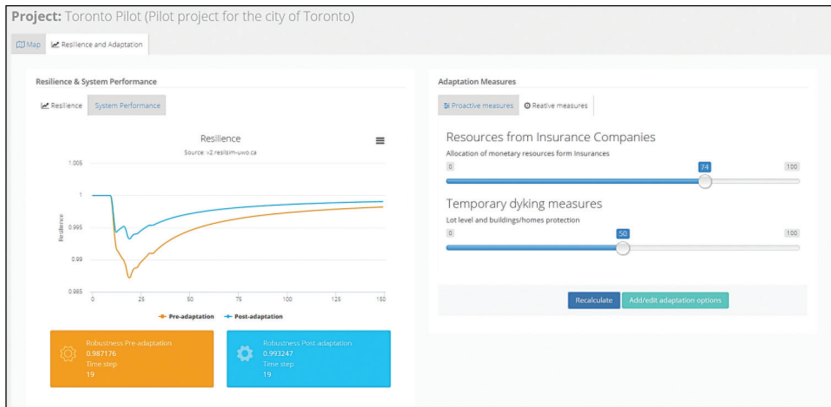 Project: Toronto Pilot (Pilot project for the city of Toronto)
Map
Resilience and Adaptation
Resilience & System Performance
Resilience
System Performance
Resilience
Source: v2.resilsim-uwo.ca
1.005
1
0.995
0.99
0.985
Resilience
0 25 50 75 100 125 150
Pre-adaptation Post-adaptation
Robustness Pre-adaptation
0.987176
Time step
19
Robustness Post adaptation
0.993247
Time step
19
Adaptation Measures
Proactive measures
Reative measures
Resources from Insurance Companies
Allocation of monetary resources form Insurances
0 74 100
Temporary dyking measures
Lot level and buildings/homes protection
0 50 100
Recalculate
Add/edit adaptation options